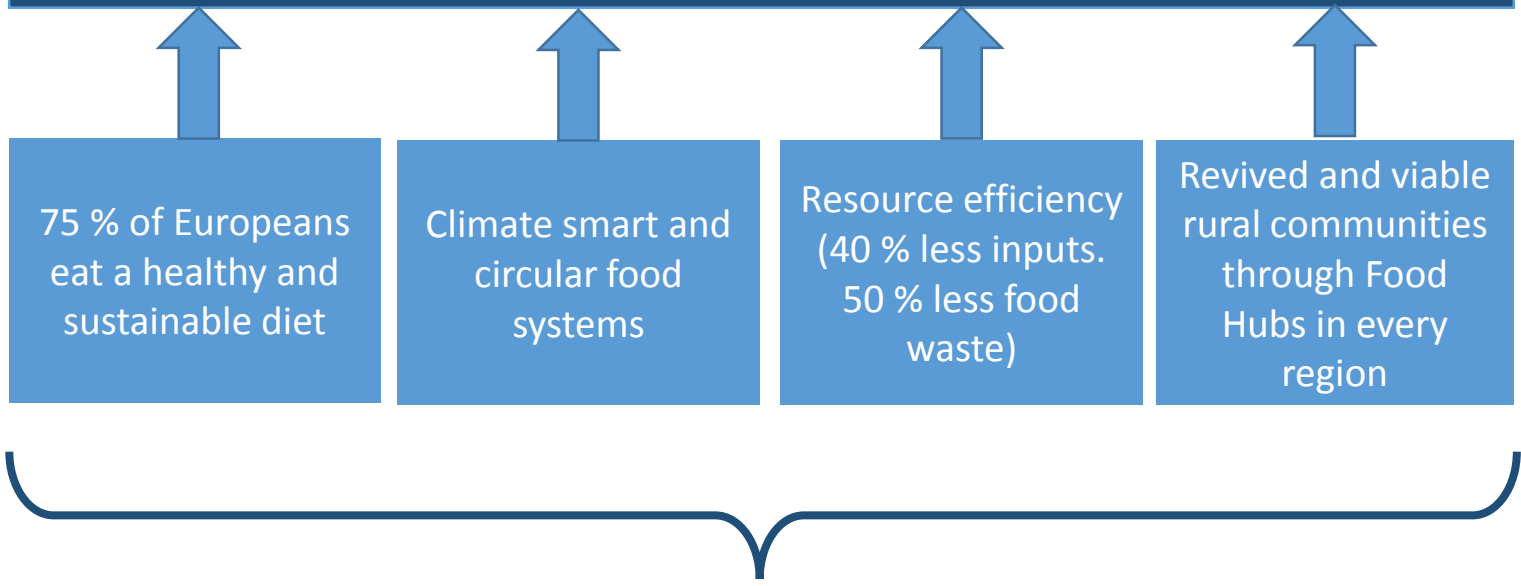 75 % of Europeans
eat a healthy and
sustainable diet
Climate smart and
circular food
systems
Resource efficiency
(40 % less inputs.
50 % less food
waste)
Revived and viable
rural communities
through Food
Hubs in every
region